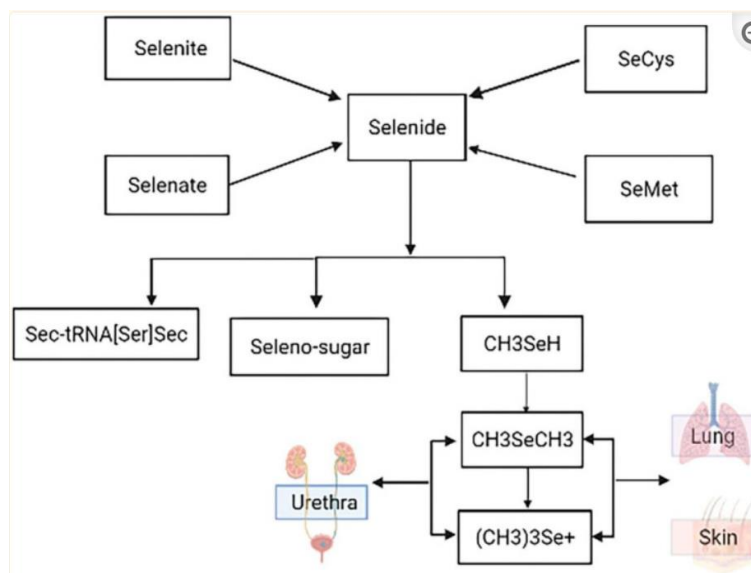 Selenite
SeCys
Selenide
Selenate
SeMet
Sec-tRNA[Ser]Sec
Seleno-sugar
CH3SeH
CH3SeCH3
Lung
Urethra
(CH3)3Se+
Skin